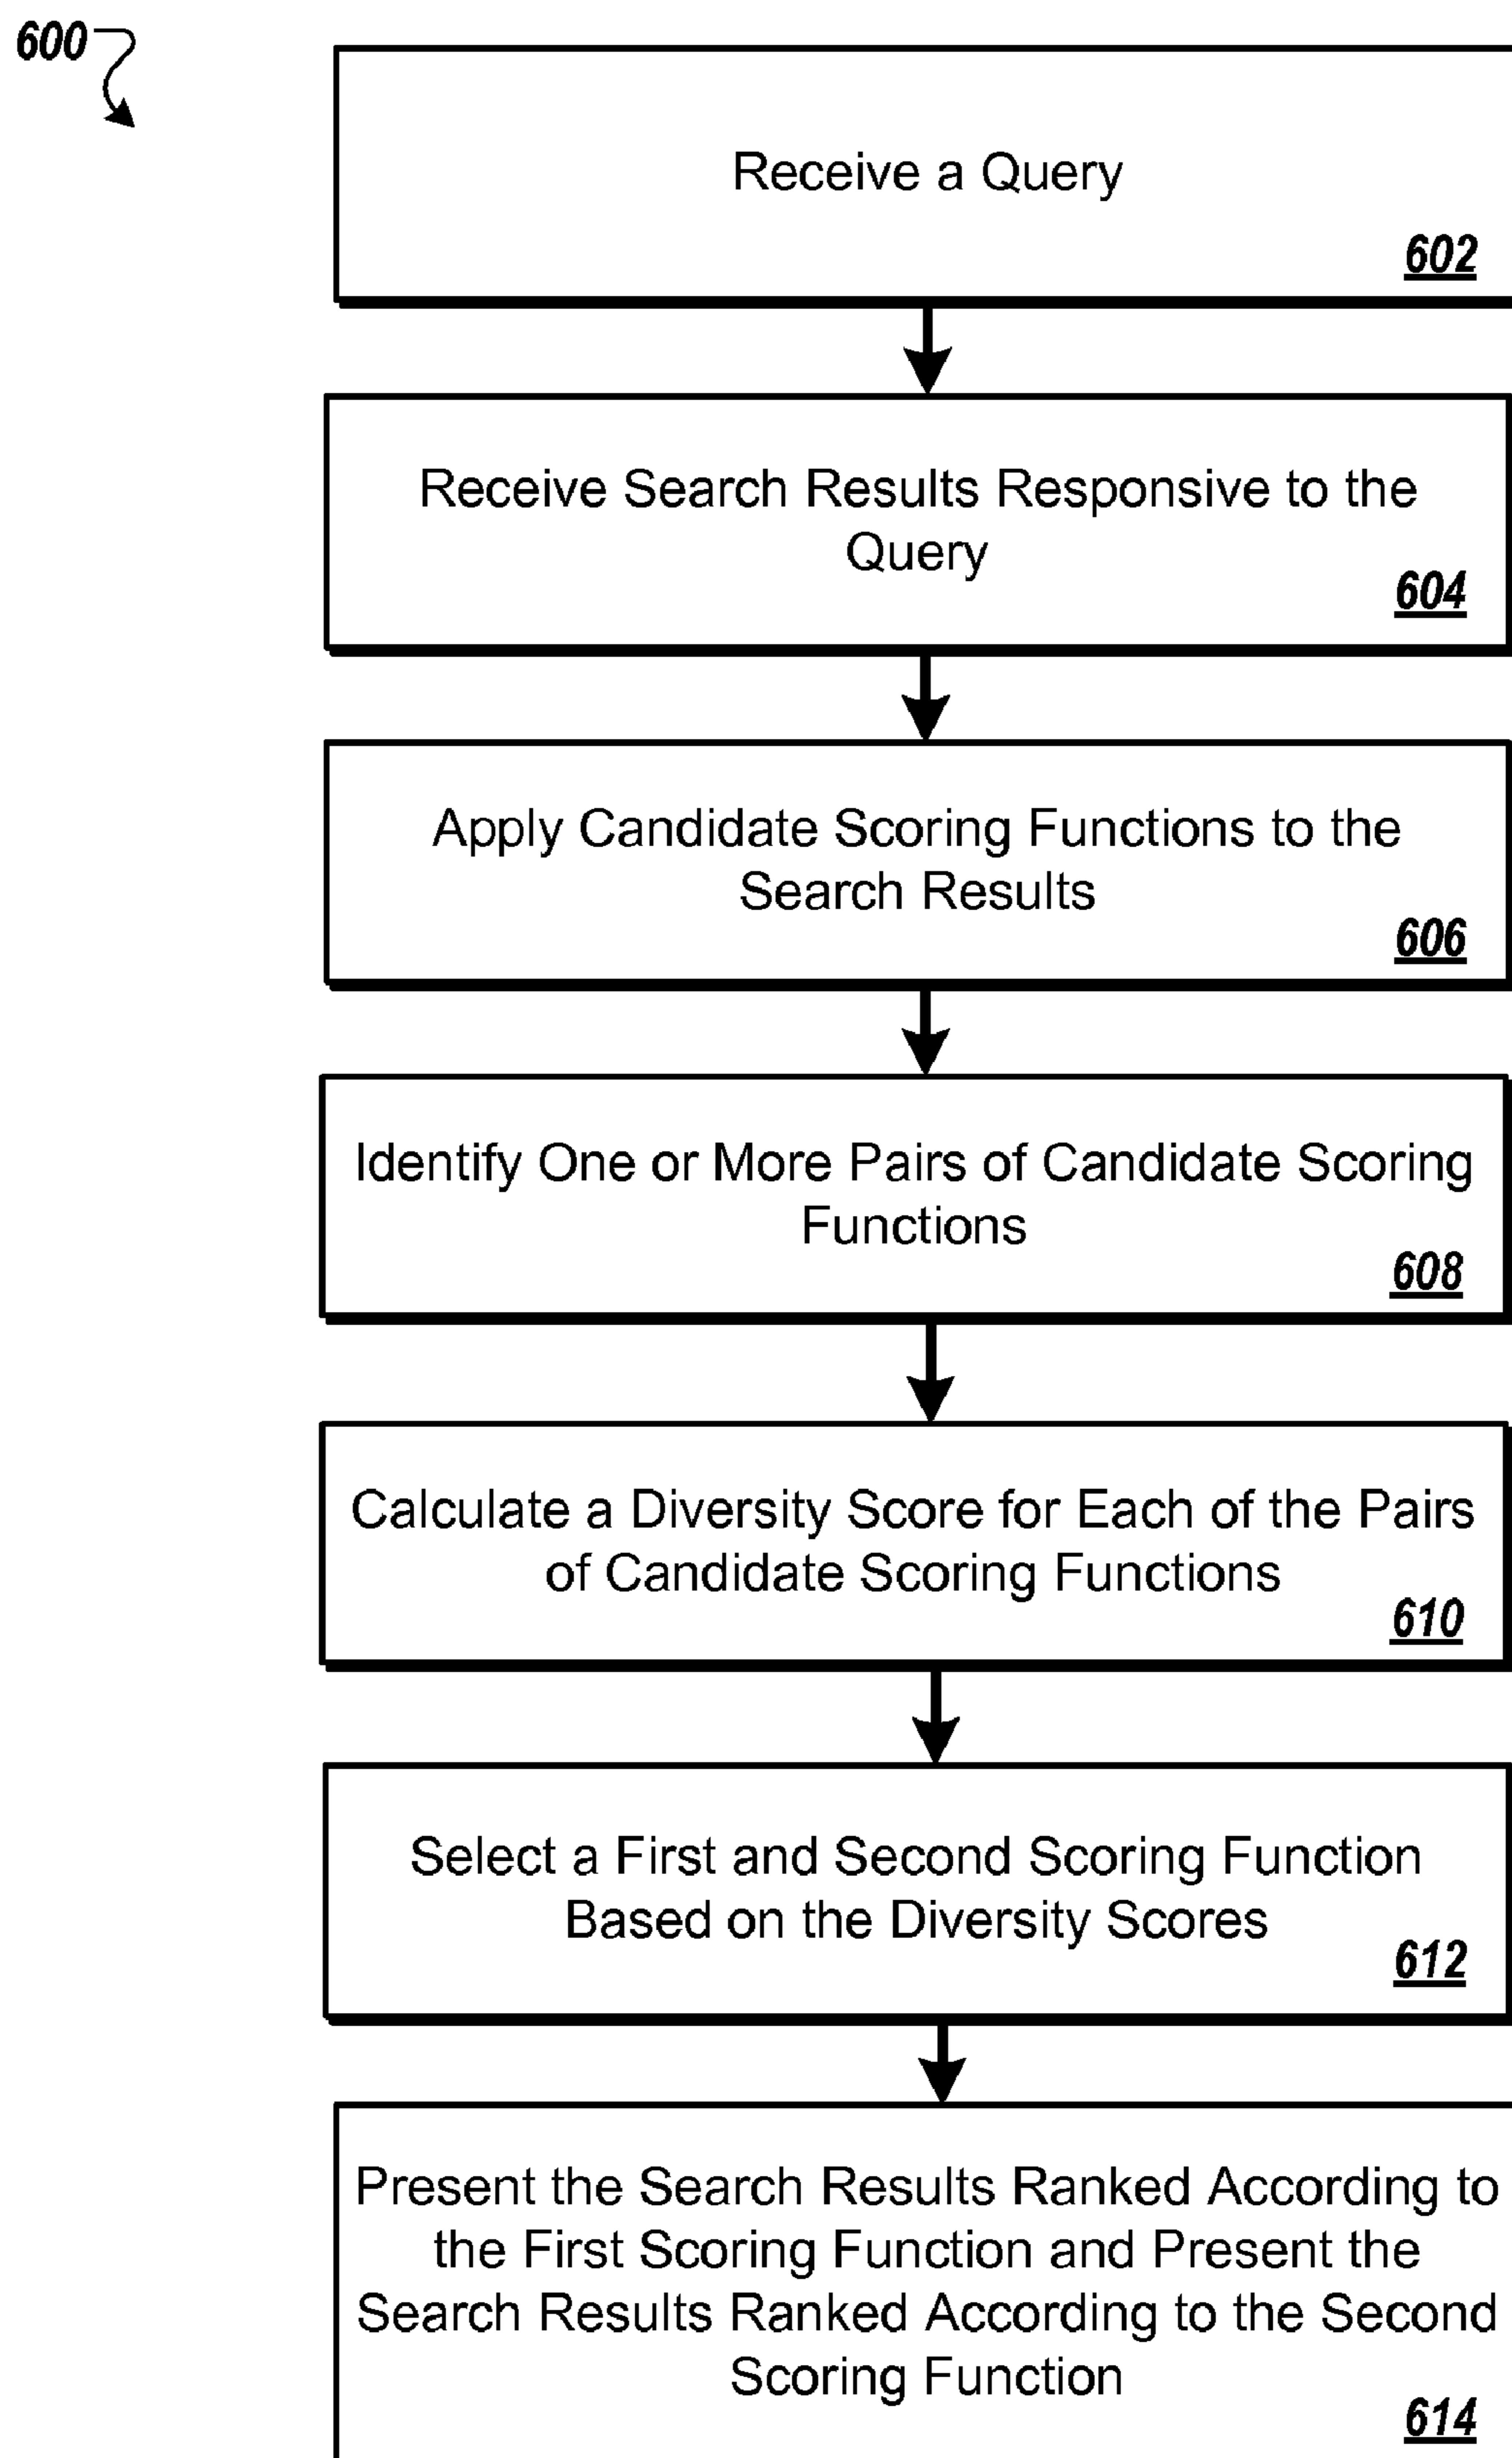 600
Receive a Query
602
Receive Search Results Responsive to the
Query
604
Apply Candidate Scoring Functions to the
Search Results
606
Identify One or More Pairs of Candidate Scoring
Functions
608
Calculate a Diversity Score for Each of the Pairs
of Candidate Scoring Functions
610
Select a First and Second Scoring Function
Based on the Diversity Scores
612
Present the Search Results Ranked According to
the First Scoring Function and Present the
Search Results Ranked According to the Second
Scoring Function
614